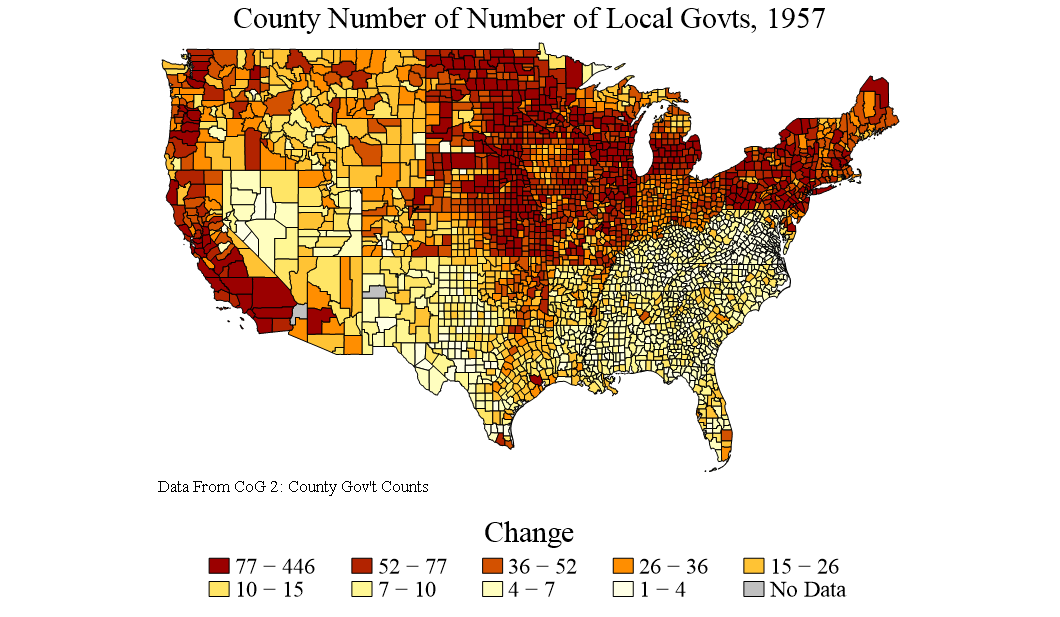 County Number of Number of Local Govts, 1957
Data From CoG 2: County Gov't Counts
Change
77 − 446 52 − 77 36 − 52 26 − 36 15 − 26
10 − 15 7 − 10 4 − 7 1 − 4 No Data